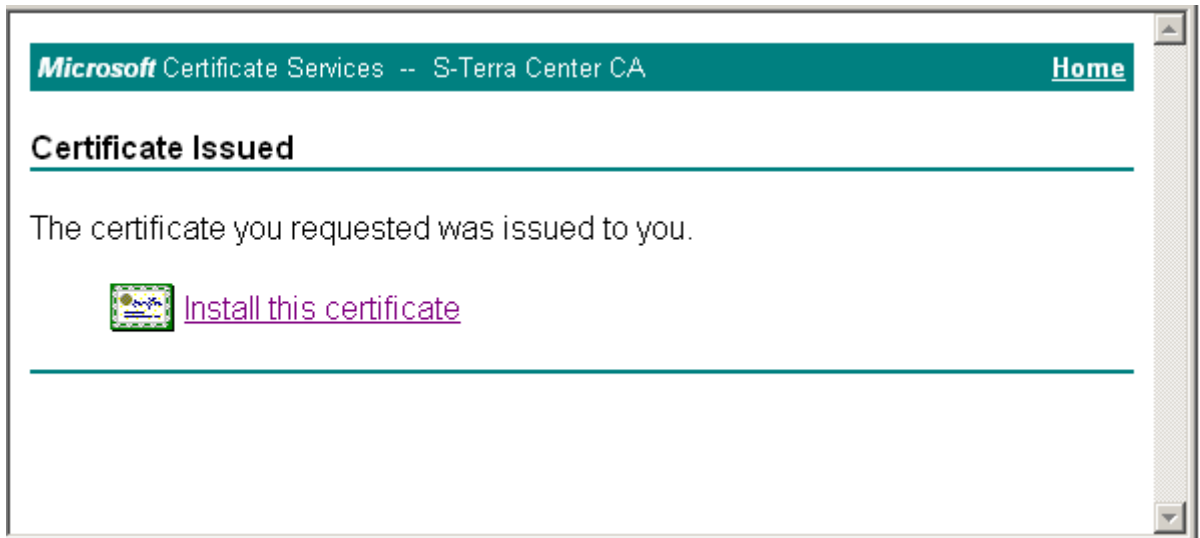 Microsoft Certificate Services -- S-Terra Center CA Home
Certificate Issued
The certificate you requested was issued to you.
Install this certificate